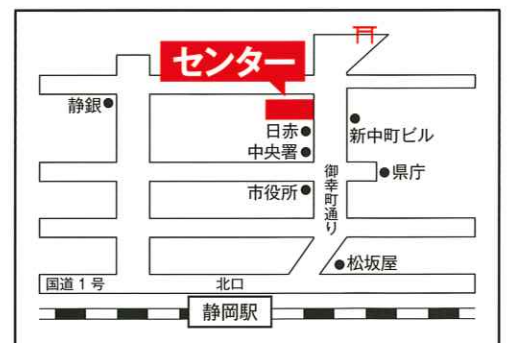 センター
静銀
日赤
新中町ビル
中央署
県庁
市役所
御幸町通り
松坂屋
国道1号
北口
静岡駅